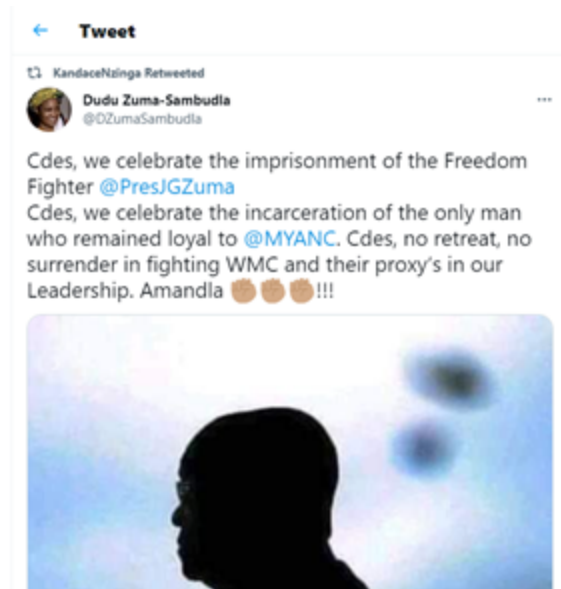 Tweet
KandaceNzinga Retweeted
Dudu Zuma-Sambudla
@DZumaSambudla
Cdes, we celebrate the imprisonment of the Freedom
Fighter @PresJGZuma
Cdes, we celebrate the incarceration of the only man
who remained loyal to @MYANC. Cdes, no retreat, no
surrender in fighting WMC and their proxy's in our
Leadership. Amandla ✊🏽✊🏽✊🏽!!!